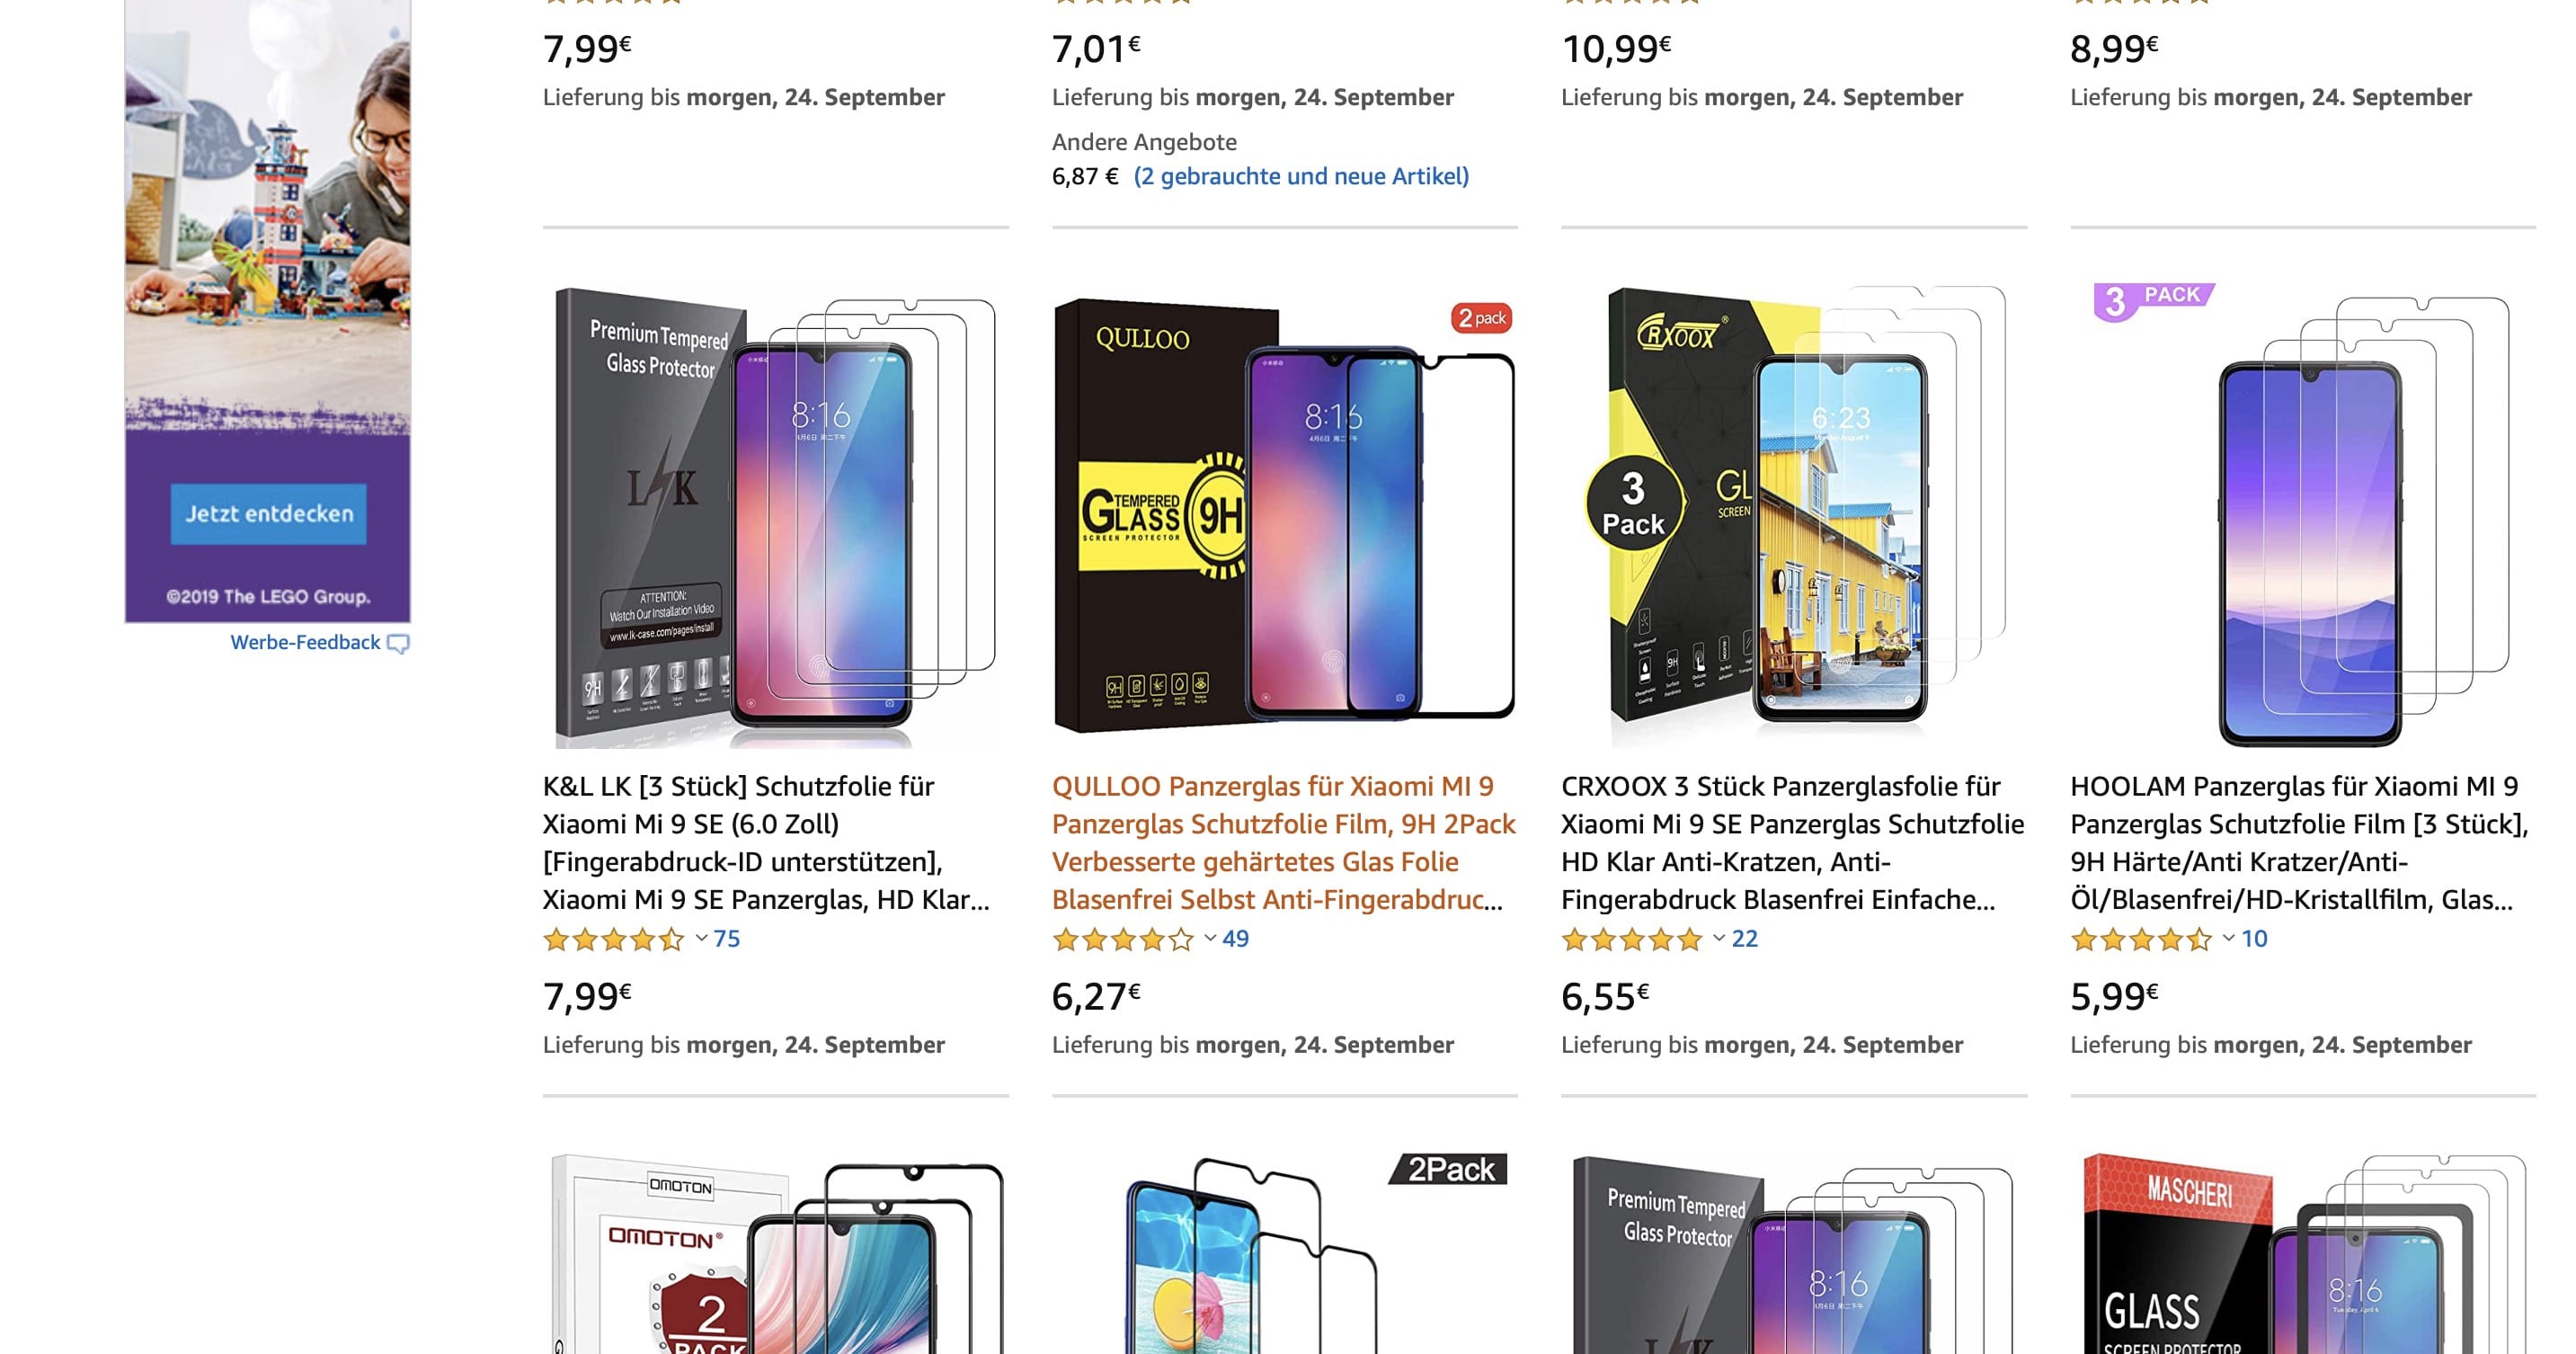 7,99€
7,01€
10,99€
8,99€
Lieferung bis morgen, 24. September
Lieferung bis morgen, 24. September
Lieferung bis morgen, 24. September
Lieferung bis morgen, 24. September
Andere Angebote
6,87 € (2 gebrauchte und neue Artikel)
Jetzt entdecken
©2019 The LEGO Group.
Werbe-Feedback
Premium Tempered
Glass Protector
LK
ATTENTION:
Watch Our Installation Video
www.lk-case.com/pages/install
9H
8:16
QULLOO
2 pack
TEMPERED
GLASS
SCREEN PROTECTOR
9H
8:16
CRXOOX®
3
Pack
GL
SCREEN
6:23
3 PACK
K&L LK [3 Stück] Schutzfolie für
Xiaomi Mi 9 SE (6.0 Zoll)
[Fingerabdruck-ID unterstützen],
Xiaomi Mi 9 SE Panzerglas, HD Klar...
75
7,99€
Lieferung bis morgen, 24. September
QULLOO Panzerglas für Xiaomi MI 9
Panzerglas Schutzfolie Film, 9H 2Pack
Verbesserte gehärtetes Glas Folie
Blasenfrei Selbst Anti-Fingerabdruc...
49
6,27€
Lieferung bis morgen, 24. September
CRXOOX 3 Stück Panzerglasfolie für
Xiaomi Mi 9 SE Panzerglas Schutzfolie
HD Klar Anti-Kratzen, Anti-
Fingerabdruck Blasenfrei Einfache...
22
6,55€
Lieferung bis morgen, 24. September
HOOLAM Panzerglas für Xiaomi MI 9
Panzerglas Schutzfolie Film [3 Stück],
9H Härte/Anti Kratzer/Anti-
Öl/Blasenfrei/HD-Kristallfilm, Glas...
10
5,99€
Lieferung bis morgen, 24. September
OMOTON
OMOTON®
2
PACK
2Pack
Premium Tempered
Glass Protector
8:16
MASCHERI
GLASS
SCREEN PROTECTOR
8:16
Tuesday, April 6